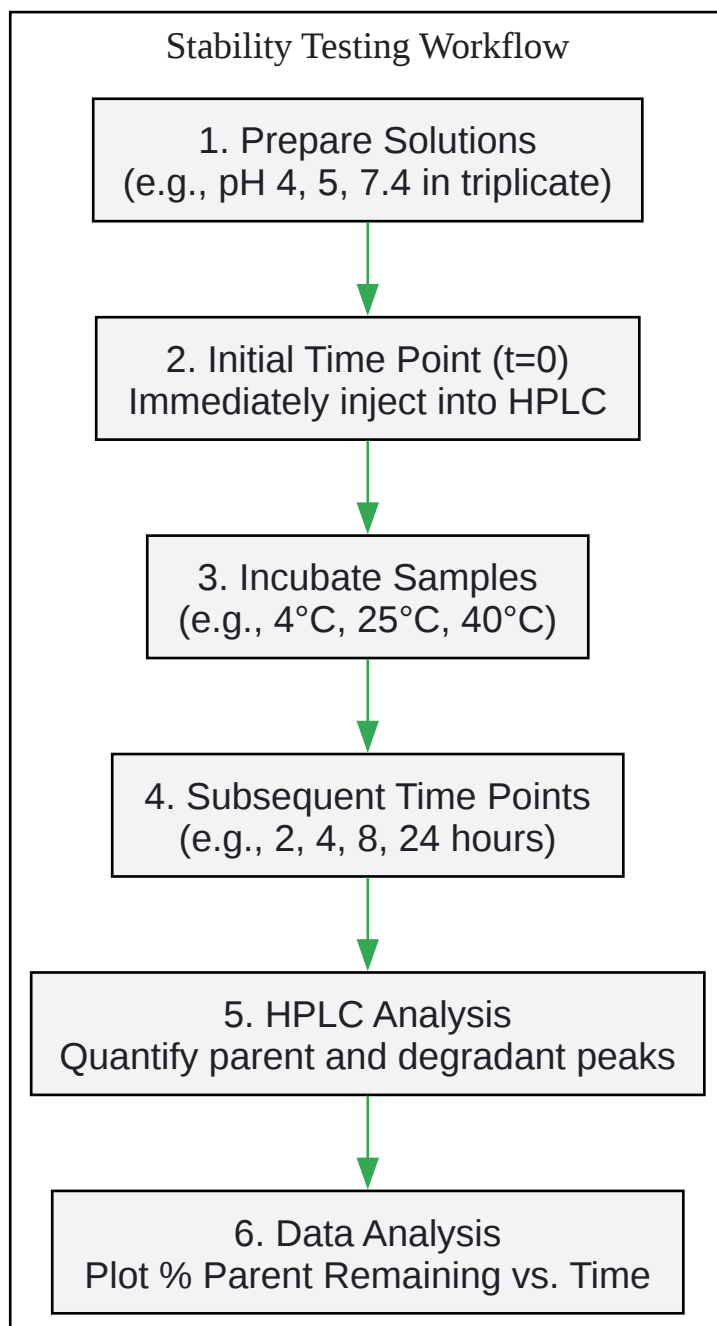 Stability Testing Workflow
1. Prepare Solutions
(e.g., pH 4, 5, 7.4 in triplicate)
2. Initial Time Point (t=0)
Immediately inject into HPLC
3. Incubate Samples
(e.g., 4°C, 25°C, 40°C)
4. Subsequent Time Points
(e.g., 2, 4, 8, 24 hours)
5. HPLC Analysis
Quantify parent and degradant peaks
6. Data Analysis
Plot % Parent Remaining vs. Time